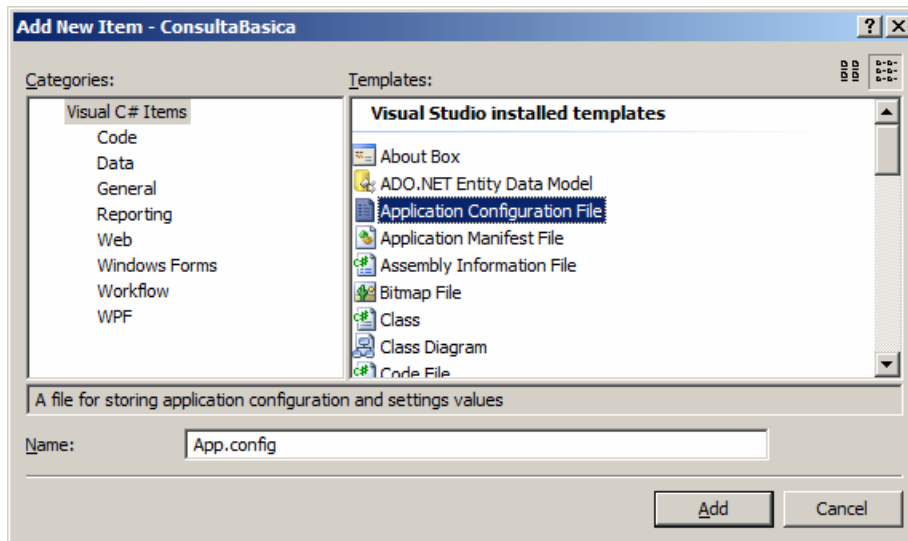 Add New Item - ConsultaBasica
Categories:
Templates:
Visual C# Items
Code
Data
General
Reporting
Web
Windows Forms
Workflow
WPF
Visual Studio installed templates
About Box
ADO.NET Entity Data Model
Application Configuration File
Application Manifest File
Assembly Information File
Bitmap File
Class
Class Diagram
Code File
A file for storing application configuration and settings values
Name:
App.config
Add
Cancel